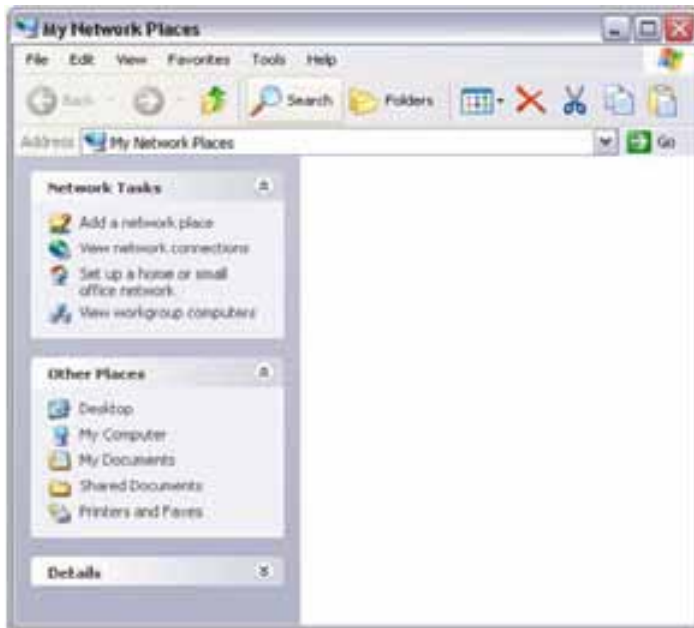 My Network Places
File Edit View Favorites Tools Help
Back Search Folders
Address My Network Places Go
Network Tasks
Add a network place
View network connections
Set up a home or small
office network
View workgroup computers
Other Places
Desktop
My Computer
My Documents
Shared Documents
Printers and Faxes
Details